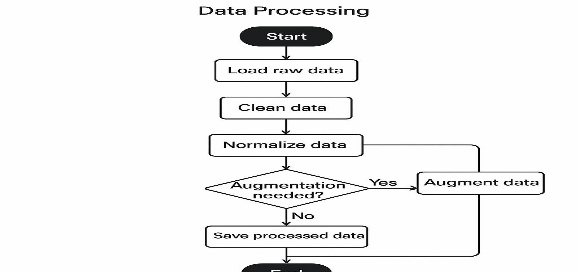 Data Processing
Start
Load raw data
Clean data
Normalize data
Augmentation
needed?
Yes
Augment data
No
Save processed data